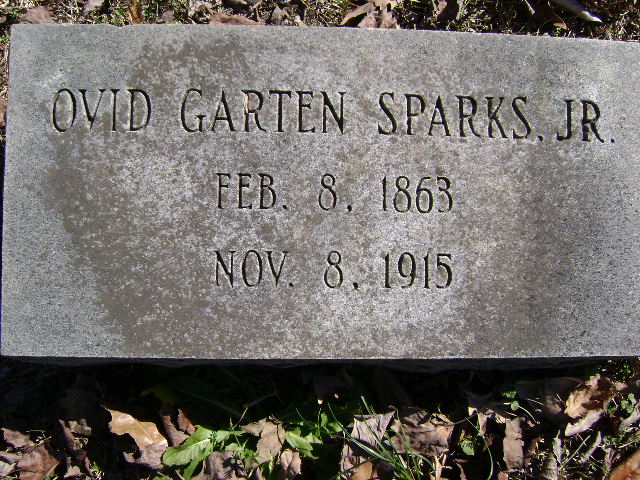 OVID GARTEN SPARKS, JR.
FEB. 8, 1863
NOV. 8, 1915